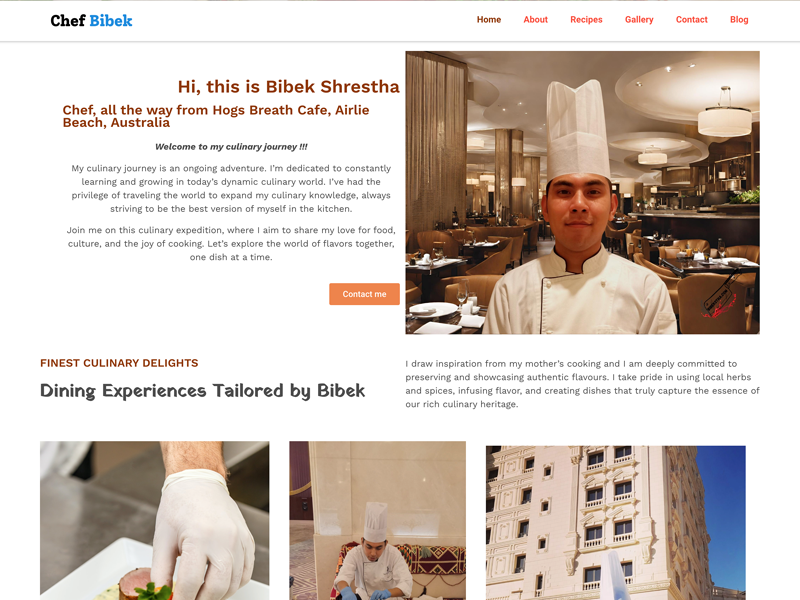 Chef Bibek
Home
About
Recipes
Gallery
Contact
Blog
Hi, this is Bibek Shrestha
Chef, all the way from Hogs Breath Cafe, Airlie
Beach, Australia
Welcome to my culinary journey !!!
My culinary journey is an ongoing adventure. I’m dedicated to constantly
learning and growing in today’s dynamic culinary world. I’ve had the
privilege of traveling the world to expand my culinary knowledge, always
striving to be the best version of myself in the kitchen.
Join me on this culinary expedition, where I aim to share my love for food,
culture, and the joy of cooking. Let’s explore the world of flavors together,
one dish at a time.
Contact me
FINEST CULINARY DELIGHTS
Dining Experiences Tailored by Bibek
I draw inspiration from my mother’s cooking and I am deeply committed to
preserving and showcasing authentic flavours. I take pride in using local herbs
and spices, infusing flavor, and creating dishes that truly capture the essence of
our rich culinary heritage.